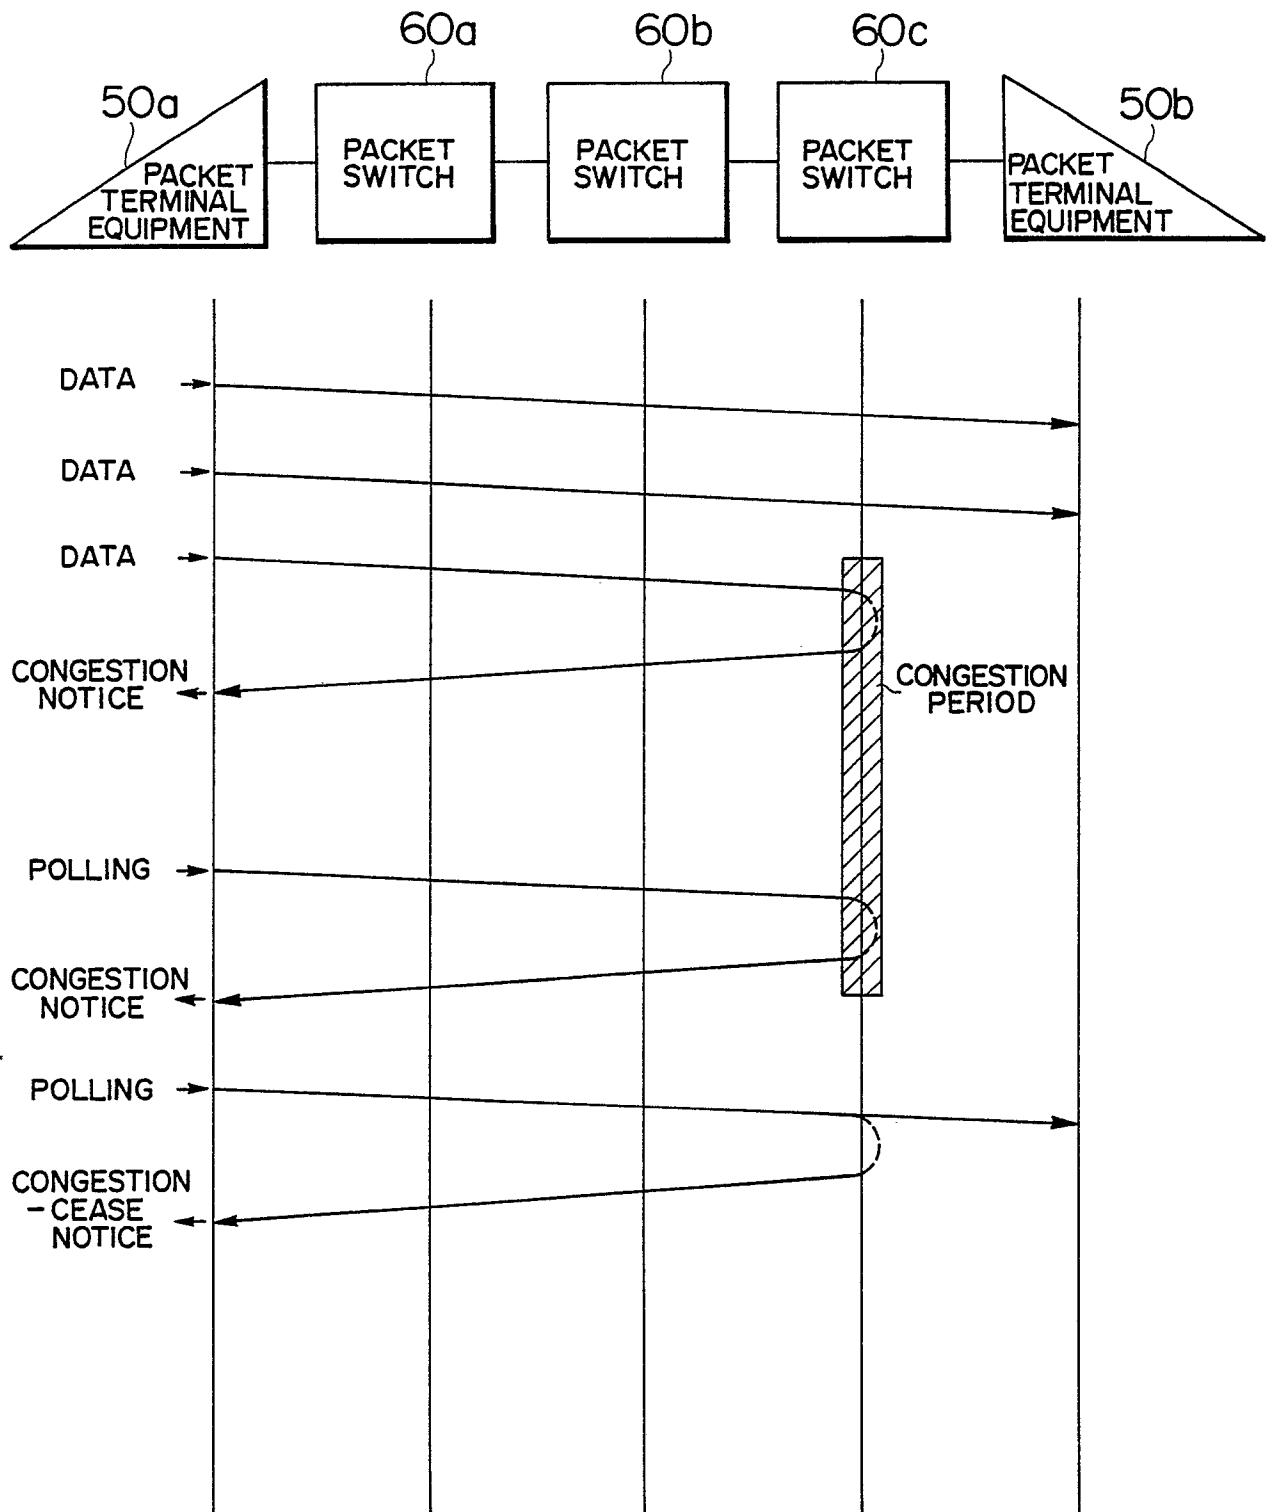 60a
60b
60c
50a
50b
PACKET
TERMINAL
EQUIPMENT
PACKET
SWITCH
PACKET
SWITCH
PACKET
SWITCH
PACKET
TERMINAL
EQUIPMENT
DATA
DATA
DATA
CONGESTION
NOTICE
CONGESTION
PERIOD
POLLING
CONGESTION
NOTICE
POLLING
CONGESTION
- CEASE
NOTICE